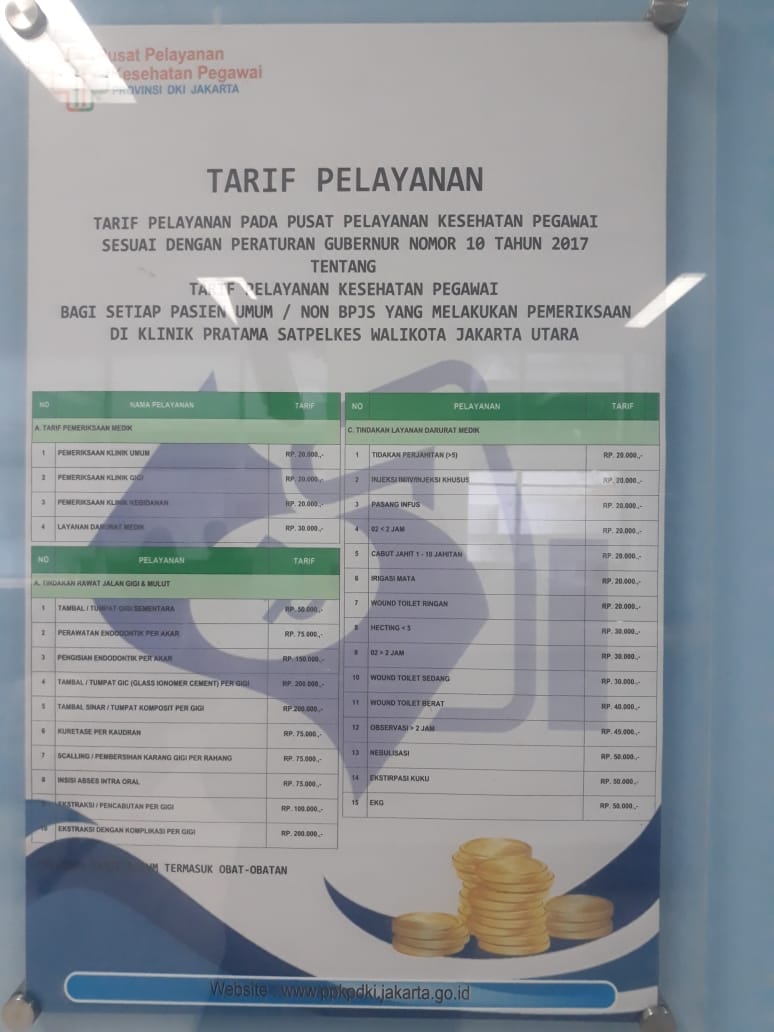 usat Pelayanan
Kesehatan Pegawai
PROVINSI DKI JAKARTA
TARIF PELAYANAN
TARIF PELAYANAN PADA PUSAT PELAYANAN KESEHATAN PEGAWAI
SESUAI DENGAN PERATURAN GUBERNUR NOMOR 10 TAHUN 2017
TENTANG
TARIF PELAYANAN KESEHATAN PEGAWAI
BAGI SETIAP PASIEN UMUM / NON BPJS YANG MELAKUKAN PEMERIKSAAN
DI KLINIK PRATAMA SATPELKES WALIKOTA JAKARTA UTARA
NO NAMA PELAYANAN TARIF
A. TARIF PEMERIKSAAN MEDIK
1 PEMERIKSAAN KLINIK UMUM RP. 20.000,-
2 PEMERIKSAAN KLINIK GIGI RP. 20.000,-
3 PEMERIKSAAN KLINIK KEBIDANAN RP. 20.000,-
4 LAYANAN DARURAT MEDIK RP. 30.000,-
NO PELAYANAN TARIF
A. TINDAKAN RAWAT JALAN GIGI & MULUT
1 TAMBAL / TUMPAT GIGI SEMENTARA RP. 50.000,-
2 PERAWATAN ENDODONTIK PER AKAR RP. 75.000,-
3 PENGISIAN ENDODONTIK PER AKAR RP. 150.000,-
4 TAMBAL / TUMPAT GIC (GLASS IONOMER CEMENT) PER GIGI RP. 200.000,-
5 TAMBAL SINAR / TUMPAT KOMPOSIT PER GIGI RP.200.000,-
6 KURETASE PER KAUDRAN RP. 75.000,-
7 SCALLING / PEMBERSIHAN KARANG GIGI PER RAHANG RP. 75.000,-
8 INSISI ABSES INTRA ORAL RP. 75.000,-
9 EKSTRAKSI / PENCABUTAN PER GIGI RP. 100.000,-
10 EKSTRAKSI DENGAN KOMPLIKASI PER GIGI RP. 200.000,-
NO PELAYANAN TARIF
C. TINDAKAN LAYANAN DARURAT MEDIK
1 TIDAKAN PERJAHITAN (>5) RP. 20.000,-
2 INJEKSI IM/IV/INJEKSI KHUSUS RP. 20.000,-
3 PASANG INFUS RP. 20.000,-
4 02 < 2 JAM RP. 20.000,-
5 CABUT JAHIT 1 - 10 JAHITAN RP. 20.000,-
6 IRIGASI MATA RP. 20.000,-
7 WOUND TOILET RINGAN RP. 20.000,-
8 HECTING < 5 RP. 30.000,-
9 02 > 2 JAM RP. 30.000,-
10 WOUND TOILET SEDANG RP. 30.000,-
11 WOUND TOILET BERAT RP. 40.000,-
12 OBSERVASI > 2 JAM RP. 45.000,-
13 NEBULISASI RP. 50.000,-
14 EKSTIRPASI KUKU RP. 50.000,-
15 EKG RP. 50.000,-
TERMASUK OBAT-OBATAN
Website : www.ppkpdki.jakarta.go.id